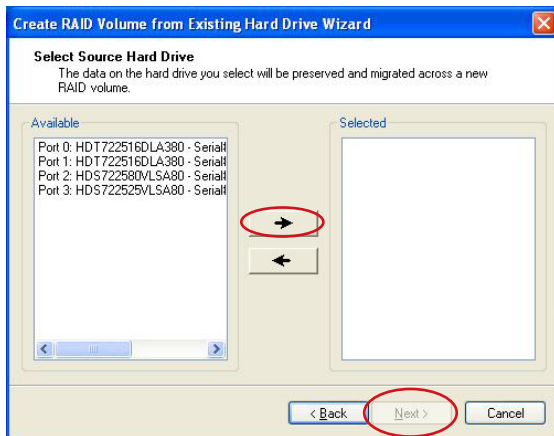 Create RAID Volume from Existing Hard Drive Wizard
Select Source Hard Drive
The data on the hard drive you select will be preserved and migrated across a new
RAID volume.
Available
Port 0: HDT722516DLA380 - Serial#
Port 1: HDT722516DLA380 - Serial#
Port 2: HDS722580VLSA80 - Serial#
Port 3: HDS722525VLSA80 - Serial#
Selected
< Back
Next >
Cancel